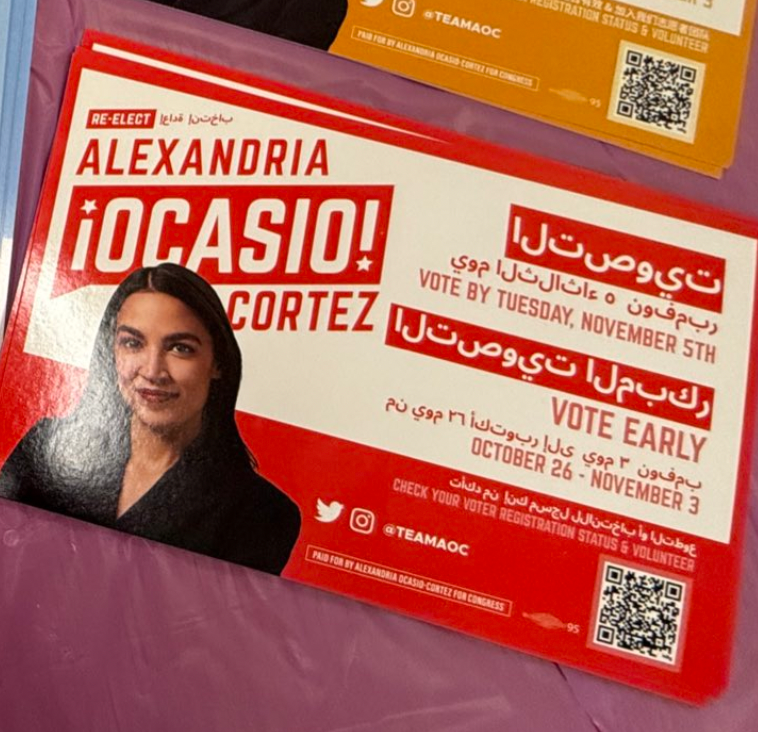 @TEAMAOC
REGISTRATION STATUS & VOLUNTEER
PAID FOR BY ALEXANDRIA OCASIO-CORTEZ FOR CONGRESS
95
RE-ELECT إعادة انتخاب
ALEXANDRIA
¡OCASIO!
CORTEZ
التصويت
يوم الثلاثاء ٥ نوفمبر
VOTE BY TUESDAY, NOVEMBER 5TH
التصويت المبكر
VOTE EARLY
من يوم ٢٦ أكتوبر إلى يوم ٣ نوفمبر
OCTOBER 26 - NOVEMBER 3
تأكد من إنك مسجل للانتخاب أو التطوع
CHECK YOUR VOTER REGISTRATION STATUS & VOLUNTEER
@TEAMAOC
PAID FOR BY ALEXANDRIA OCASIO-CORTEZ FOR CONGRESS
95